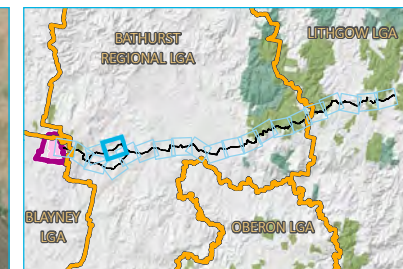 BATHURST
REGIONAL LGA
LITHGOW LGA
BLAYNEY
LGA
OBERON LGA